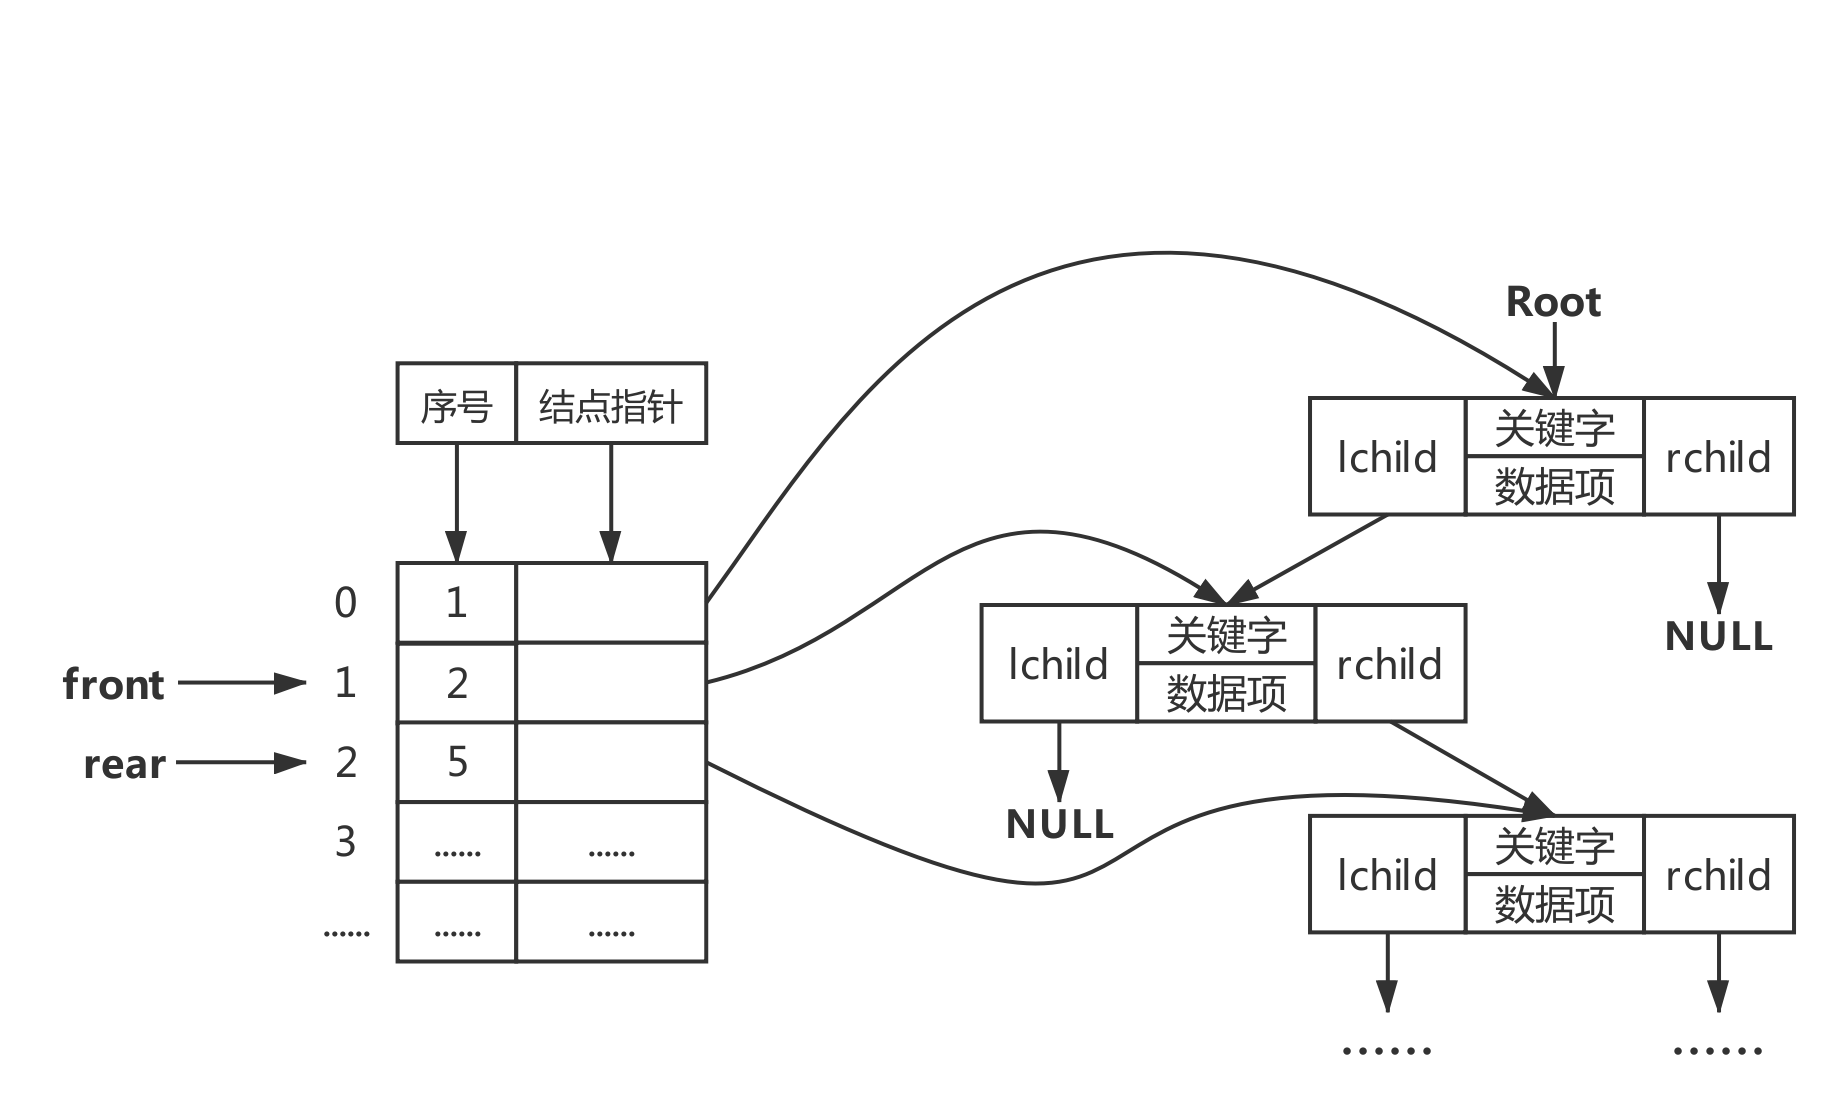 Root
序号 结点指针
lchild 关键字 rchild
数据项
0 1
NULL
lchild 关键字 rchild
数据项
front 1 2
rear 2 5
NULL
3 ...... ......
lchild 关键字 rchild
数据项
...... ...... ......
...... ......